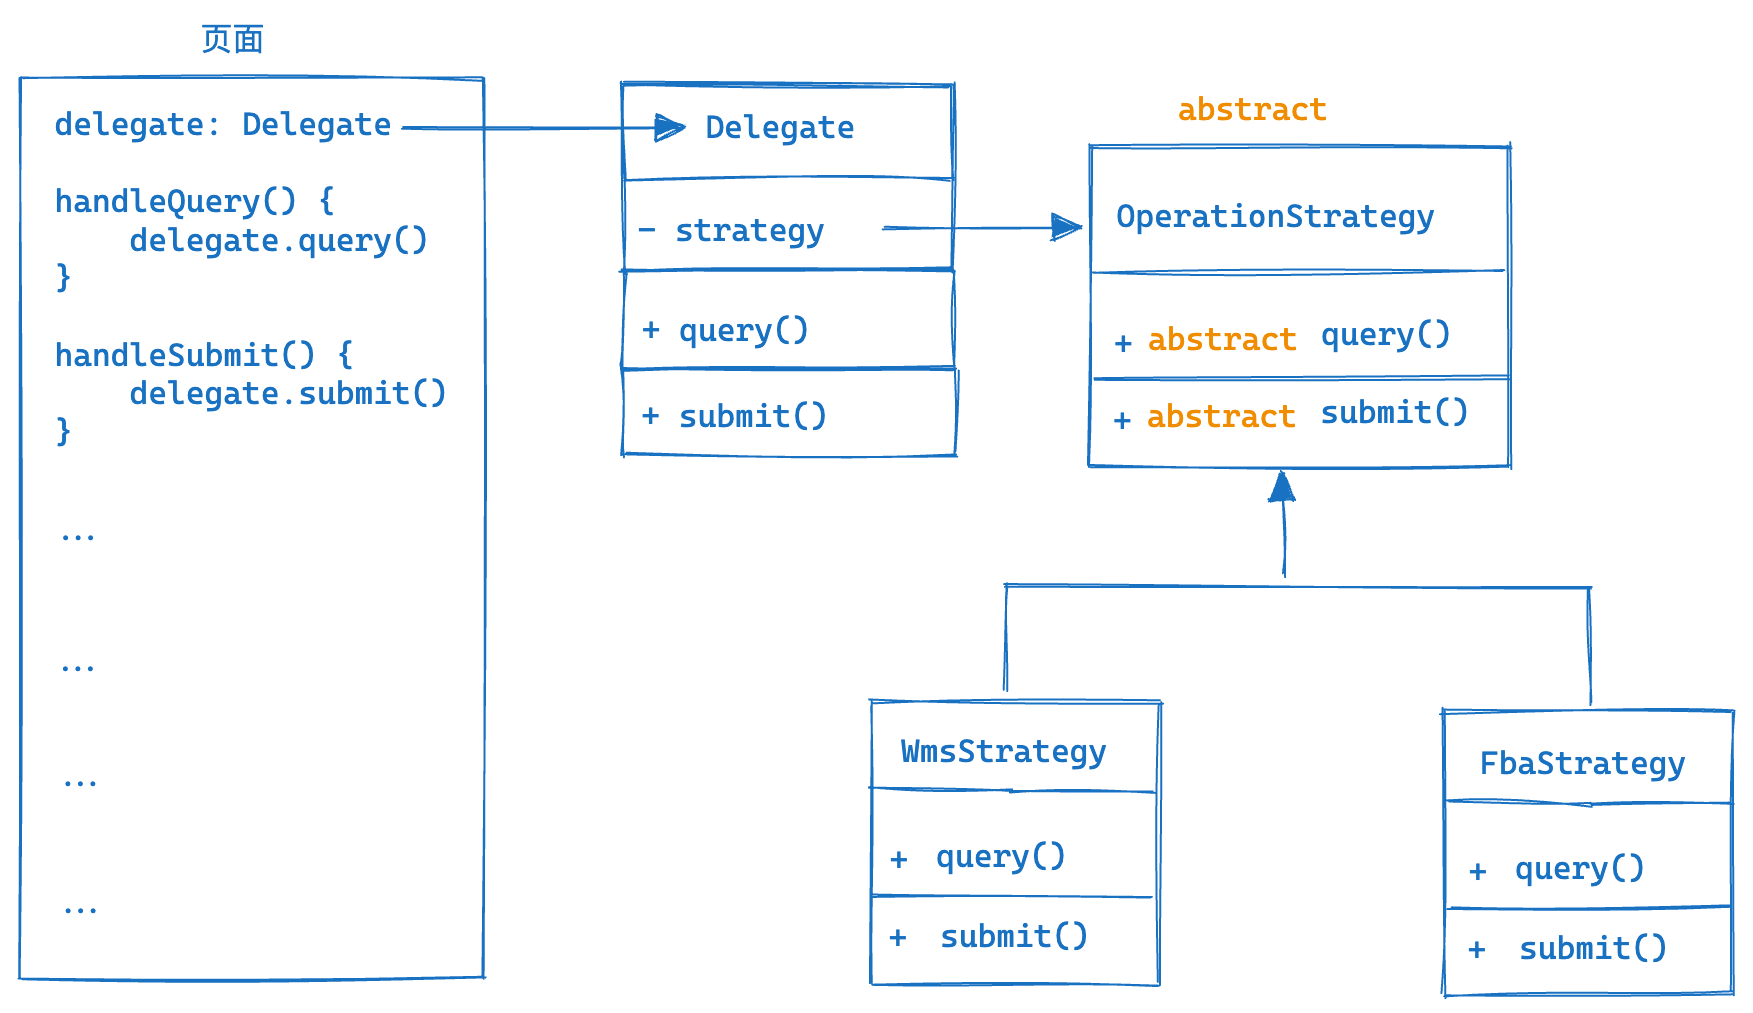 页面
delegate: Delegate
handleQuery() {
    delegate.query()
}
handleSubmit() {
    delegate.submit()
}
...
...
...
...
Delegate
- strategy
+ query()
+ submit()
abstract
OperationStrategy
+ abstract query()
+ abstract submit()
WmsStrategy
+ query()
+ submit()
FbaStrategy
+ query()
+ submit()